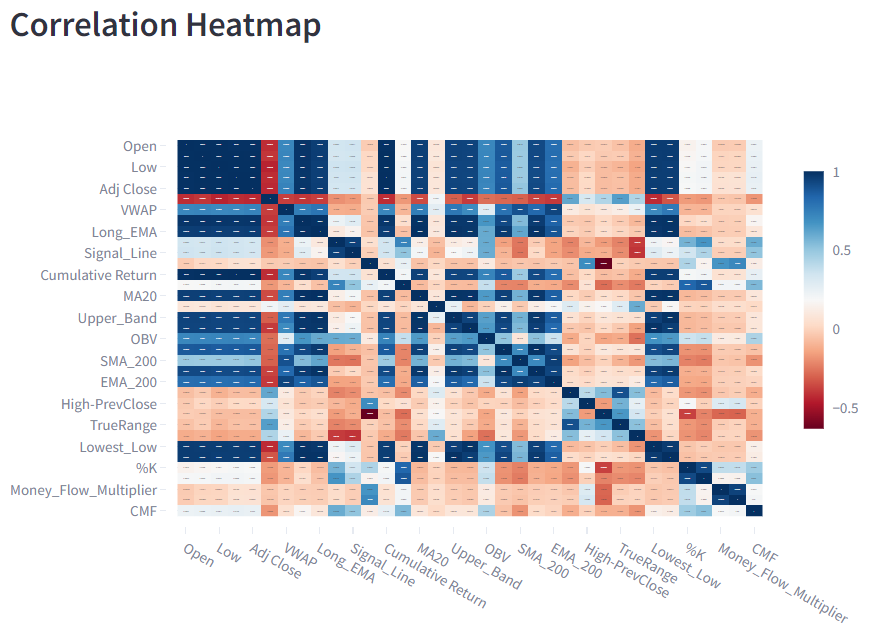 Correlation Heatmap
Open
Low
Adj Close
VWAP
Long_EMA
Signal_Line
Cumulative Return
MA20
Upper_Band
OBV
SMA_200
EMA_200
High-PrevClose
TrueRange
Lowest_Low
%K
Money_Flow_Multiplier
CMF
Open
Low
Adj Close
VWAP
Long_EMA
Signal_Line
Cumulative Return
MA20
Upper_Band
OBV
SMA_200
EMA_200
High-PrevClose
TrueRange
Lowest_Low
%K
Money_Flow_Multiplier
CMF
1
0.5
0
−0.5